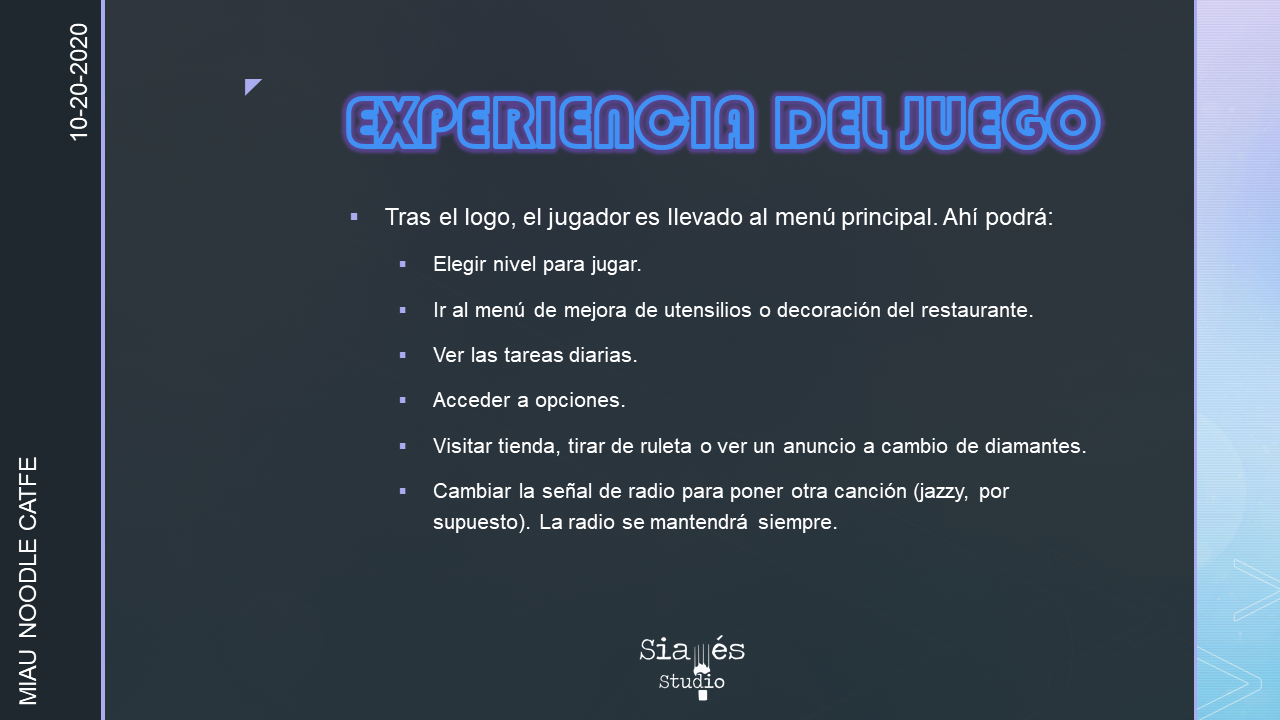 10-20-2020
MIAU NOODLE CATFE
EXPERIENCIA DEL JUEGO
Tras el logo, el jugador es llevado al menú principal. Ahí podrá:
Elegir nivel para jugar.
Ir al menú de mejora de utensilios o decoración del restaurante.
Ver las tareas diarias.
Acceder a opciones.
Visitar tienda, tirar de ruleta o ver un anuncio a cambio de diamantes.
Cambiar la señal de radio para poner otra canción (jazzy, por
supuesto). La radio se mantendrá siempre.
Siamés
Studio